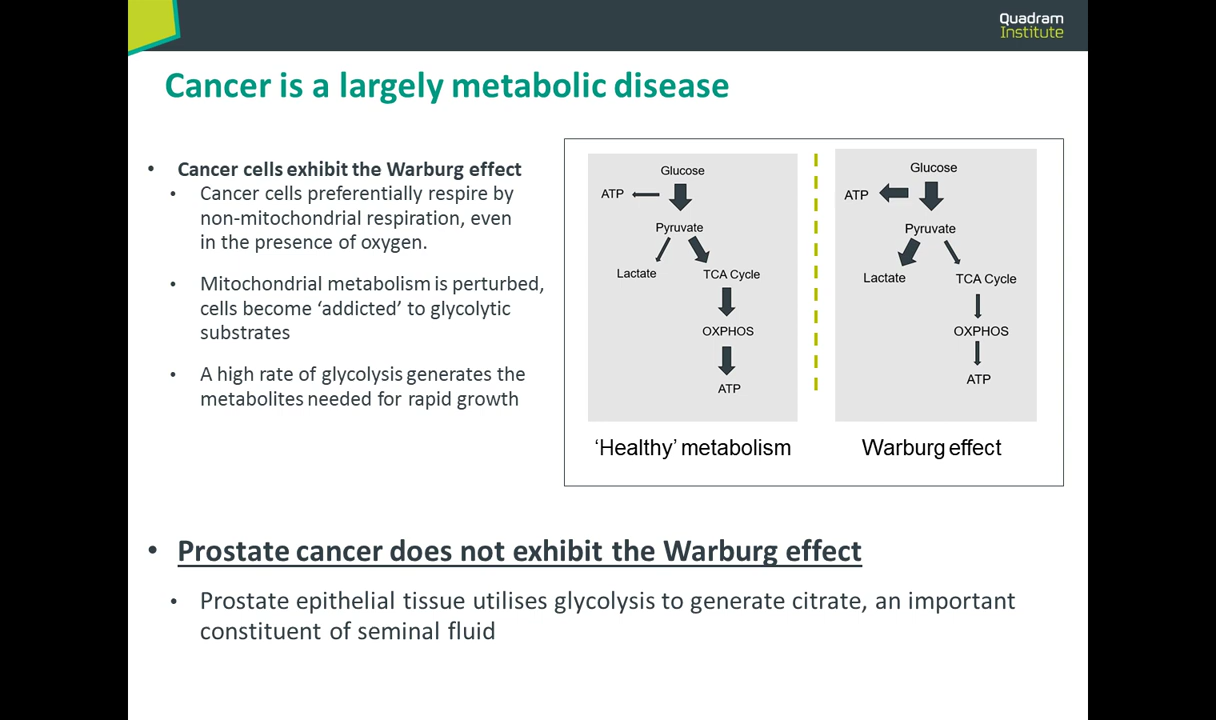 Quadram
Institute
Cancer is a largely metabolic disease
• Cancer cells exhibit the Warburg effect
• Cancer cells preferentially respire by
non-mitochondrial respiration, even
in the presence of oxygen.
• Mitochondrial metabolism is perturbed,
cells become ‘addicted’ to glycolytic
substrates
• A high rate of glycolysis generates the
metabolites needed for rapid growth
Glucose
ATP
Pyruvate
Lactate
TCA Cycle
OXPHOS
ATP
‘Healthy’ metabolism
Glucose
ATP
Pyruvate
Lactate
TCA Cycle
OXPHOS
ATP
Warburg effect
• Prostate cancer does not exhibit the Warburg effect
• Prostate epithelial tissue utilises glycolysis to generate citrate, an important
constituent of seminal fluid